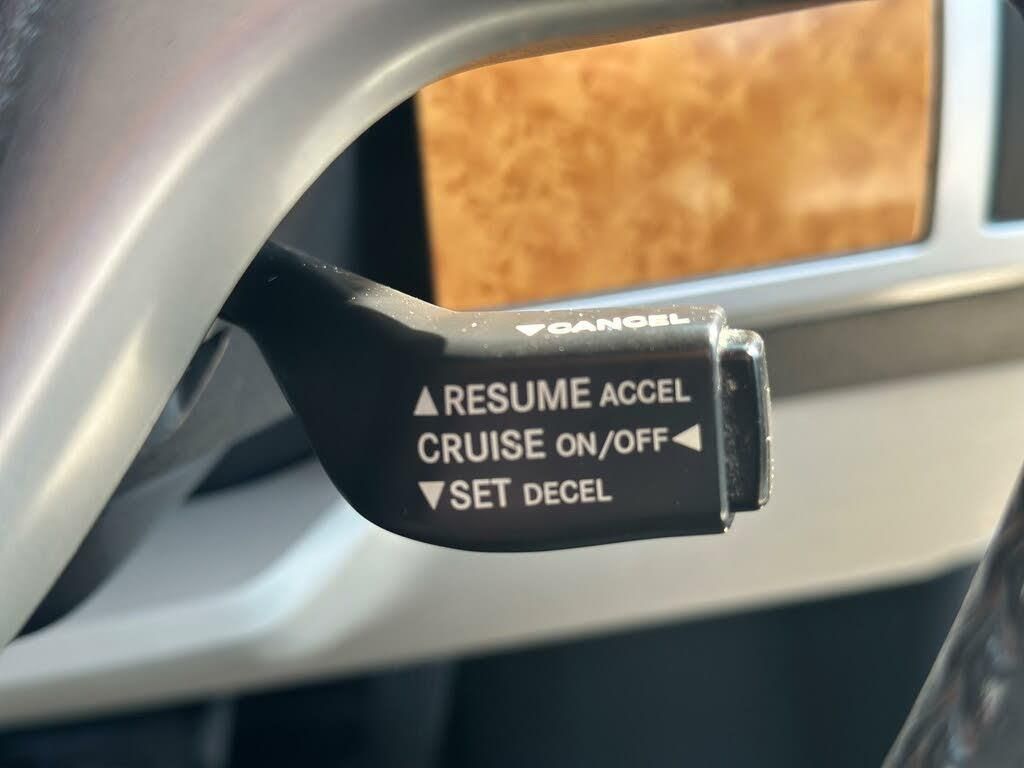 ▼CANCEL
▲RESUME ACCEL
CRUISE ON/OFF◀
▼SET DECEL